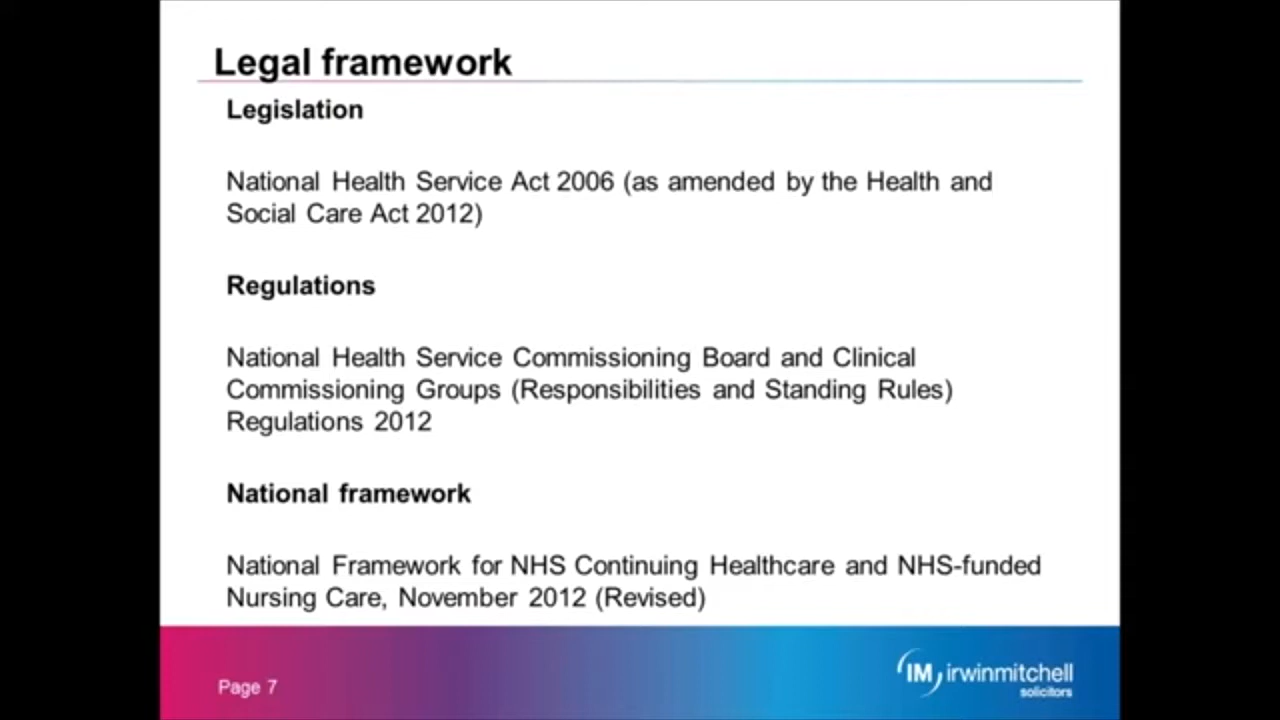 Legal framework
Legislation
National Health Service Act 2006 (as amended by the Health and
Social Care Act 2012)
Regulations
National Health Service Commissioning Board and Clinical
Commissioning Groups (Responsibilities and Standing Rules)
Regulations 2012
National framework
National Framework for NHS Continuing Healthcare and NHS-funded
Nursing Care, November 2012 (Revised)
Page 7
IM irwinmitchell
solicitors